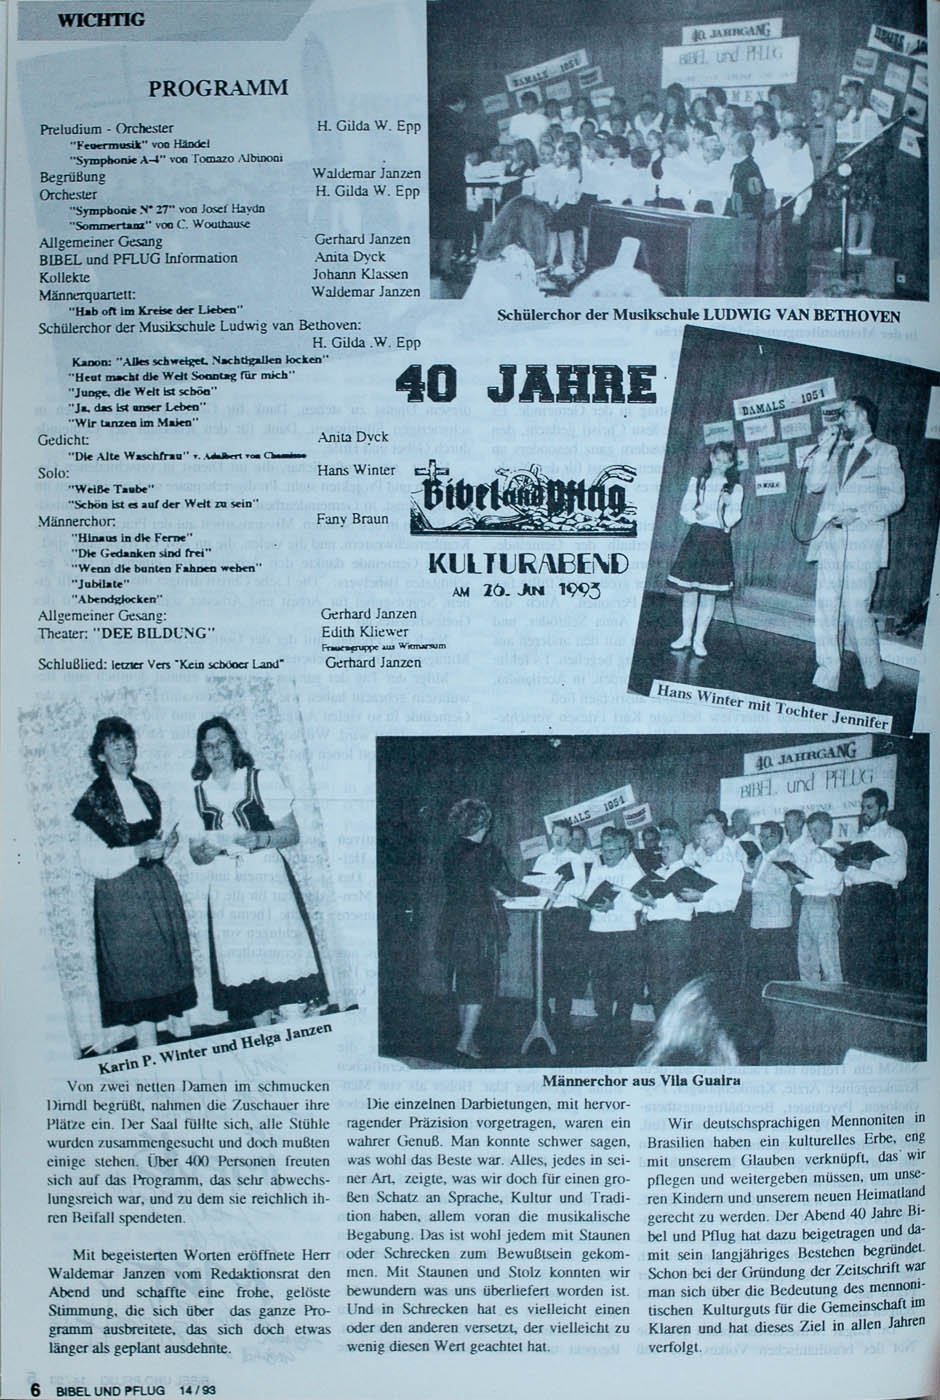 WICHTIG
PROGRAMM
Preludium - Orchester H. Gilda W. Epp
"Feuermusik" von Händel
"Symphonie A-4" von Tomazo Albinoni
Begrüßung Waldemar Janzen
Orchester H. Gilda W. Epp
"Symphonie N° 27" von Josef Haydn
"Sommertanz" von C. Woothause
Allgemeiner Gesang Gerhard Janzen
BIBEL und PFLUG Information Anita Dyck
Kollekte Johann Klassen
Männerquartett: Waldemar Janzen
"Hab oft im Kreise der Lieben"
Schülerchor der Musikschule Ludwig van Bethoven:
H. Gilda .W. Epp
Kanon: "Alles schweiget, Nachtigallen locken"
"Heut macht die Welt Sonntag für mich"
"Junge, die Welt ist schön"
"Ja, das ist unser Leben"
"Wir tanzen im Maien"
Gedicht: Anita Dyck
"Die Alte Waschfrau" v. Adelbert von Chamisso
Solo: Hans Winter
"Weiße Taube"
"Schön ist es auf der Welt zu sein"
Männerchor: Fany Braun
"Hinaus in die Ferne"
"Die Gedanken sind frei"
"Wenn die bunten Fahnen wehen"
"Jubilate"
"Abendglocken"
Allgemeiner Gesang: Gerhard Janzen
Theater: "DEE BILDUNG" Edith Kliewer
Frauengruppe aus Witmarsum
Schlußlied: letzter Vers "Kein schöner Land" Gerhard Janzen
40. JAHRGANG
BIBEL und PFLUG
DAMALS - 1954
Schülerchor der Musikschule LUDWIG VAN BETHOVEN
40 JAHRE
Bibel und Pflug
KULTURABEND
AM 26. JUNI 1993
DAMALS - 1954
Hans Winter mit Tochter Jennifer
Karin P. Winter und Helga Janzen
40. JAHRGANG
BIBEL und PFLUG
DAMALS - 1954
Männerchor aus Vila Guaira
Von zwei netten Damen im schmucken
Dirndl begrüßt, nahmen die Zuschauer ihre
Plätze ein. Der Saal füllte sich, alle Stühle
wurden zusammengesucht und doch mußten
einige stehen. Über 400 Personen freuten
sich auf das Programm, das sehr abwechs-
lungsreich war, und zu dem sie reichlich ih-
ren Beifall spendeten.
Mit begeisterten Worten eröffnete Herr
Waldemar Janzen vom Redaktionsrat den
Abend und schaffte eine frohe, gelöste
Stimmung, die sich über das ganze Pro-
gramm ausbreitete, das sich doch etwas
länger als geplant ausdehnte.
Die einzelnen Darbietungen, mit hervor-
ragender Präzision vorgetragen, waren ein
wahrer Genuß. Man konnte schwer sagen,
was wohl das Beste war. Alles, jedes in sei-
ner Art, zeigte, was wir doch für einen gro-
ßen Schatz an Sprache, Kultur und Tradi-
tion haben, allem voran die musikalische
Begabung. Das ist wohl jedem mit Staunen
oder Schrecken zum Bewußtsein gekom-
men. Mit Staunen und Stolz konnten wir
bewundern was uns überliefert worden ist.
Und in Schrecken hat es vielleicht einen
oder den anderen versetzt, der vielleicht zu
wenig diesen Wert geachtet hat.
Wir deutschsprachigen Mennoniten in
Brasilien haben ein kulturelles Erbe, eng
mit unserem Glauben verknüpft, das wir
pflegen und weitergeben müssen, um unse-
ren Kindern und unserem neuen Heimatland
gerecht zu werden. Der Abend 40 Jahre Bi-
bel und Pflug hat dazu beigetragen und da-
mit sein langjähriges Bestehen begründet.
Schon bei der Gründung der Zeitschrift war
man sich über die Bedeutung des mennoni-
tischen Kulturguts für die Gemeinschaft im
Klaren und hat dieses Ziel in allen Jahren
verfolgt.
6 BIBEL UND PFLUG 14/93